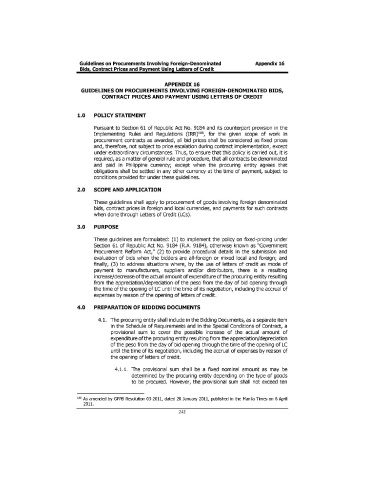 Guidelines on Procurements Involving Foreign-Denominated Appendix 16
Bids, Contract Prices and Payment Using Letters of Credit
APPENDIX 16
GUIDELINES ON PROCUREMENTS INVOLVING FOREIGN-DENOMINATED BIDS,
CONTRACT PRICES AND PAYMENT USING LETTERS OF CREDIT
1.0 POLICY STATEMENT
Pursuant to Section 61 of Republic Act No. 9184 and its counterpart provision in the
Implementing Rules and Regulations (IRR), for the given scope of work in
procurement contracts as awarded, all bid prices shall be considered as fixed prices
and, therefore, not subject to price escalation during contract implementation, except
under extraordinary circumstances. Thus, to ensure that this policy is carried out, it is
required, as a matter of general rule and procedure, that all contracts be denominated
and paid in Philippine currency; except when the procuring entity agrees that
obligations shall be settled in any other currency at the time of payment, subject to
conditions provided for under these guidelines.
2.0 SCOPE AND APPLICATION
These guidelines shall apply to procurement of goods involving foreign denominated
bids, contract prices in foreign and local currencies, and payments for such contracts
when done through Letters of Credit (LCs).
3.0 PURPOSE
These guidelines are formulated: (1) to implement the policy on fixed-pricing under
Section 61 of Republic Act No. 9184 (R.A. 9184), otherwise known as "Government
Procurement Reform Act," (2) to provide procedural details in the submission and
evaluation of bids when the bidders are all-foreign or mixed local and foreign; and
finally, (3) to address situations where, by the use of letters of credit as mode of
payment to manufacturers, suppliers and/or distributors, there is a resulting
increase/decrease of the actual amount of expenditure of the procuring entity resulting
from the appreciation/depreciation of the peso from the day of bid opening through
the time of the opening of LC until the time of its negotiation, including the accrual of
expenses by reason of the opening of letters of credit.
4.0 PREPARATION OF BIDDING DOCUMENTS
4.1. The procuring entity shall include in the Bidding Documents, as a separate item
in the Schedule of Requirements and in the Special Conditions of Contract, a
provisional sum to cover the possible increase of the actual amount of
expenditure of the procuring entity resulting from the appreciation/depreciation
of the peso from the day of bid opening through the time of the opening of LC
until the time of its negotiation, including the accrual of expenses by reason of
the opening of letters of credit.
4.1.1. The provisional sum shall be a fixed nominal amount as may be
determined by the procuring entity depending on the type of goods
to be procured. However, the provisional sum shall not exceed ten
As amended by GPPB Resolution 03-2011, dated 28 January 2011, published in the Manila Times on 8 April
2011.